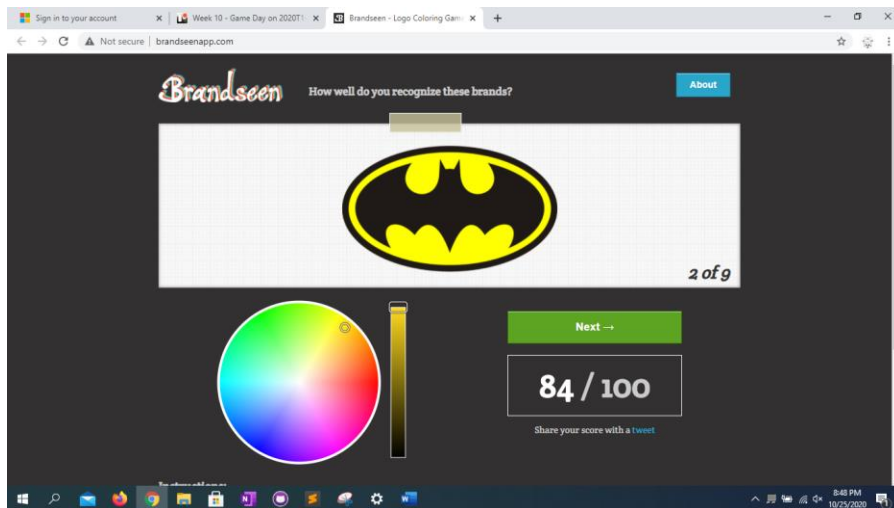 Sign in to your account
Week 10 - Game Day on 2020T1
Brandseen - Logo Coloring Gam
Not secure | brandseenapp.com
Brandseen
How well do you recognize these brands?
About
2 of 9
Next →
84 / 100
Share your score with a tweet
Instructions:
8:48 PM
10/25/2020